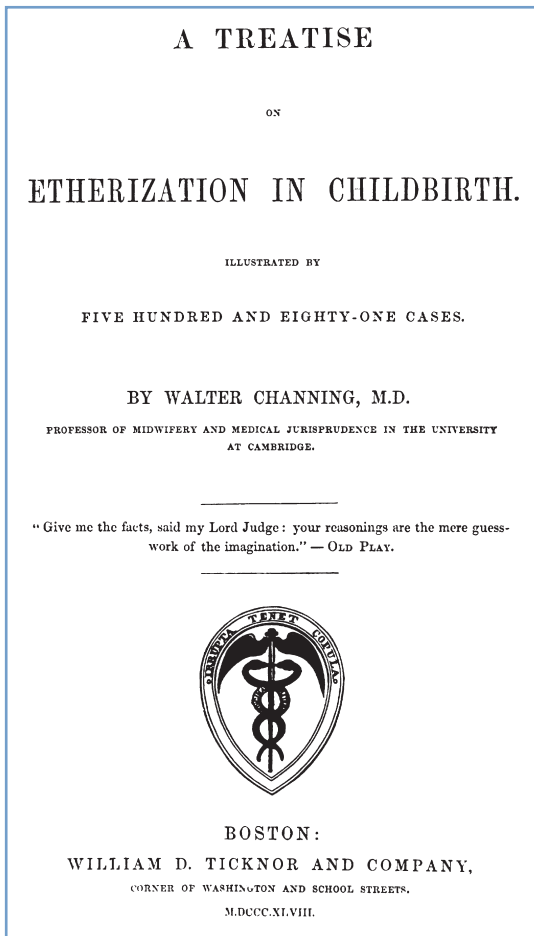 A TREATISE
ON
ETHERIZATION IN CHILDBIRTH.
ILLUSTRATED BY
FIVE HUNDRED AND EIGHTY-ONE CASES.
BY WALTER CHANNING, M.D.
PROFESSOR OF MIDWIFERY AND MEDICAL JURISPRUDENCE IN THE UNIVERSITY
AT CAMBRIDGE.
“Give me the facts, said my Lord Judge: your reasonings are the mere guess-
work of the imagination.” — OLD PLAY.
IRRUPTA TENET COPULA
BOSTON:
WILLIAM D. TICKNOR AND COMPANY,
CORNER OF WASHINGTON AND SCHOOL STREETS.
M.DCCC.XLVIII.